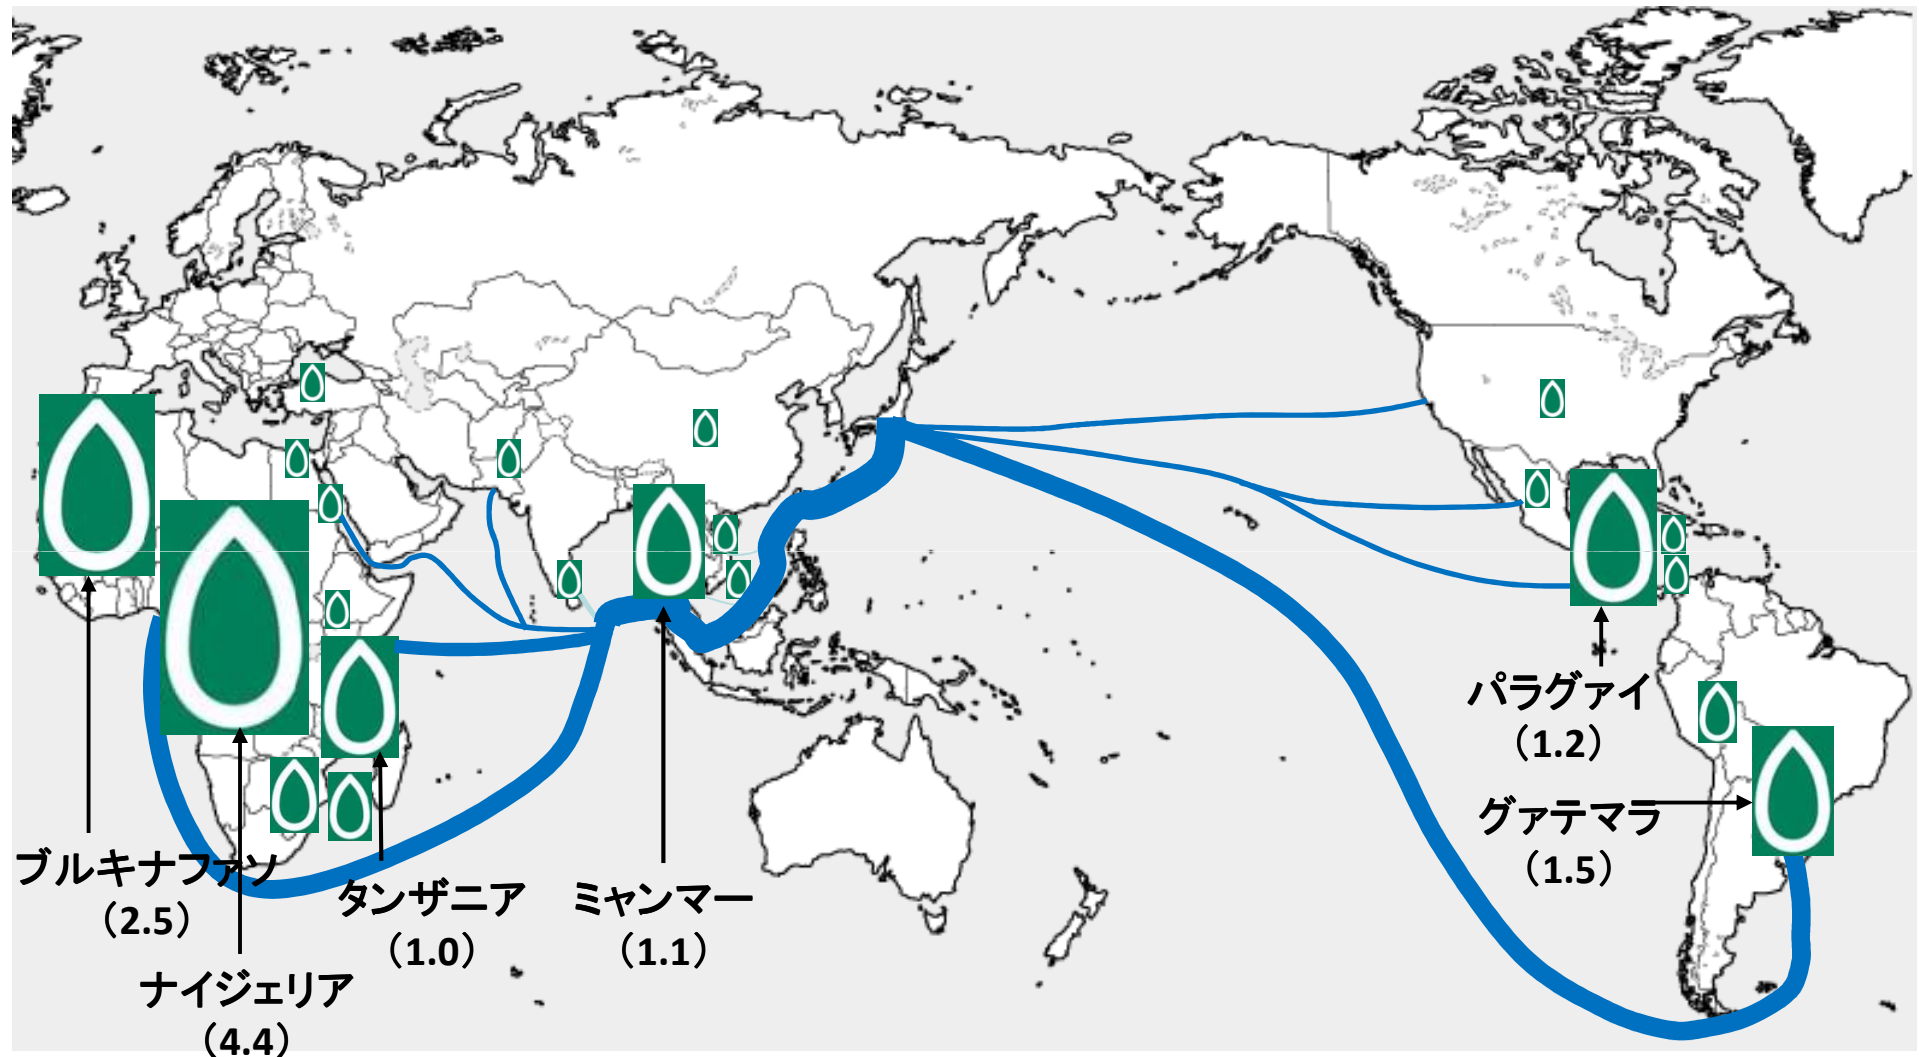 ブルキナファソ
（2.5）
ナイジェリア
（4.4）
タンザニア
（1.0）
ミャンマー
（1.1）
パラグァイ
（1.2）
グァテマラ
（1.5）